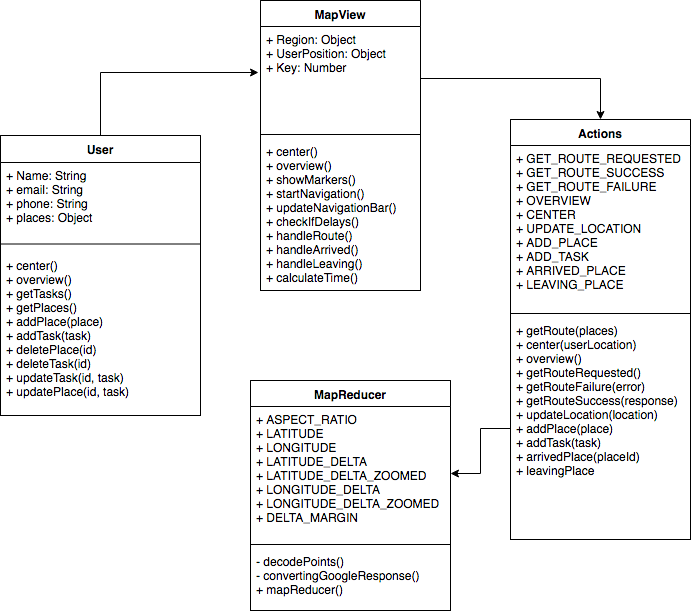 MapView
+ Region: Object
+ UserPosition: Object
+ Key: Number
+ center()
+ overview()
+ showMarkers()
+ startNavigation()
+ updateNavigationBar()
+ checkIfDelays()
+ handleRoute()
+ handleArrived()
+ handleLeaving()
+ calculateTime()
User
+ Name: String
+ email: String
+ phone: String
+ places: Object
+ center()
+ overview()
+ getTasks()
+ getPlaces()
+ addPlace(place)
+ addTask(task)
+ deletePlace(id)
+ deleteTask(id)
+ updateTask(id, task)
+ updatePlace(id, task)
Actions
+ GET_ROUTE_REQUESTED
+ GET_ROUTE_SUCCESS
+ GET_ROUTE_FAILURE
+ OVERVIEW
+ CENTER
+ UPDATE_LOCATION
+ ADD_PLACE
+ ADD_TASK
+ ARRIVED_PLACE
+ LEAVING_PLACE
+ getRoute(places)
+ center(userLocation)
+ overview()
+ getRouteRequested()
+ getRouteFailure(error)
+ getRouteSuccess(response)
+ updateLocation(location)
+ addPlace(place)
+ addTask(task)
+ arrivedPlace(placeId)
+ leavingPlace
MapReducer
+ ASPECT_RATIO
+ LATITUDE
+ LONGITUDE
+ LATITUDE_DELTA
+ LATITUDE_DELTA_ZOOMED
+ LONGITUDE_DELTA
+ LONGITUDE_DELTA_ZOOMED
+ DELTA_MARGIN
- decodePoints()
- convertingGoogleResponse()
+ mapReducer()